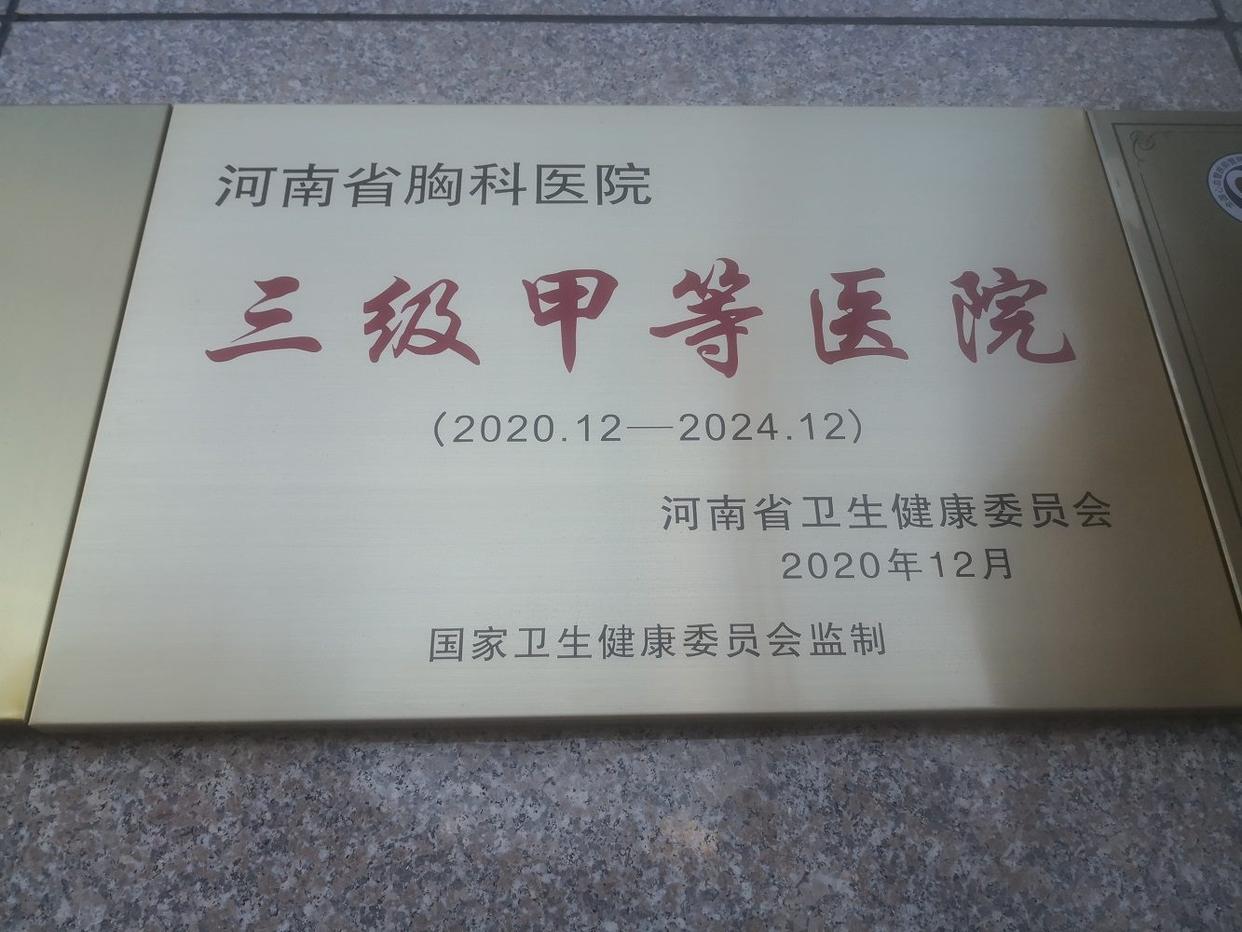 河南省胸科医院
三级甲等医院
(2020.12—2024.12)
河南省卫生健康委员会
2020年12月
国家卫生健康委员会监制